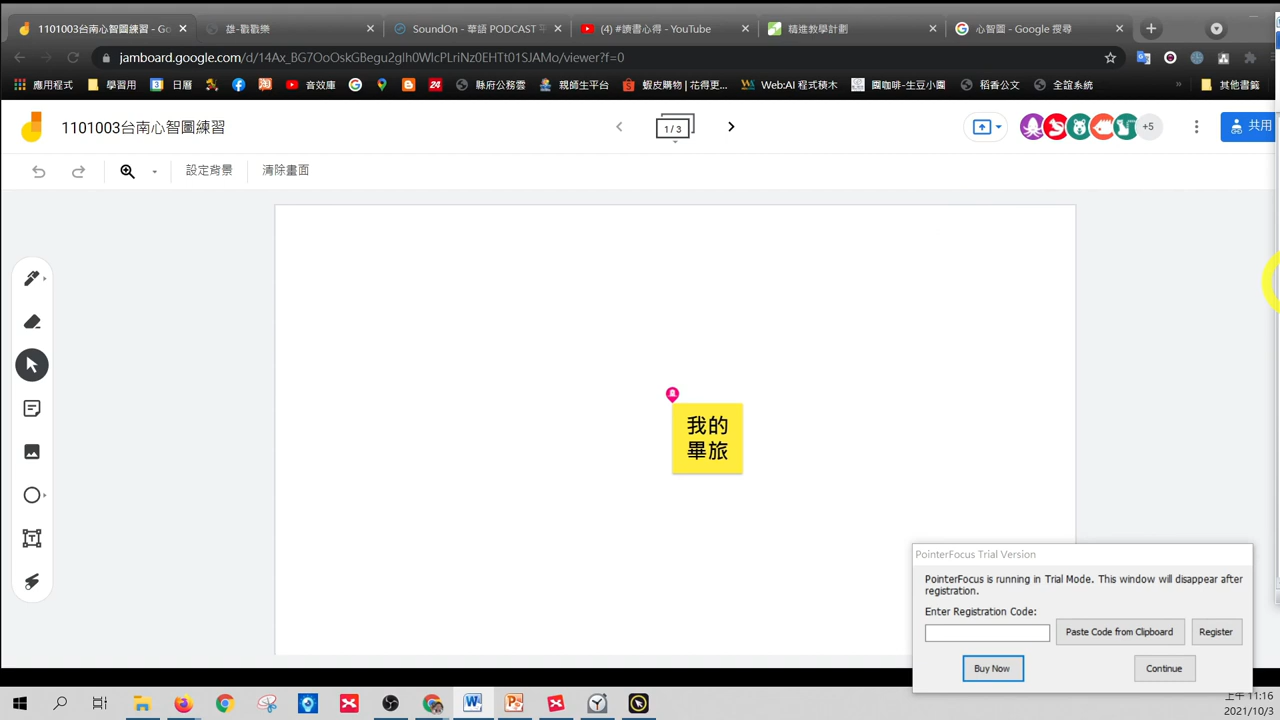 1101003台南心智圖練習 - Go
雄-戳戳樂
SoundOn - 華語 PODCAST 平
(4) #讀書心得 - YouTube
精進教學計劃
心智圖 - Google 搜尋
jamboard.google.com/d/14Ax_BG7OoOskGBegu2glh0WlcPLriNz0EHTt01SJAMo/viewer?f=0
應用程式
學習用
日曆
音效庫
縣府公務雲
親師生平台
蝦皮購物 | 花得更...
Web:AI 程式積木
團咖啡-生豆小園
稻香公文
全誼系統
»
其他書籤
1101003台南心智圖練習
1 / 3
+5
共用
設定背景
清除畫面
我的
畢旅
PointerFocus Trial Version
PointerFocus is running in Trial Mode. This window will disappear after
registration.
Enter Registration Code:
Paste Code from Clipboard
Register
Buy Now
Continue
上午 11:16
2021/10/3